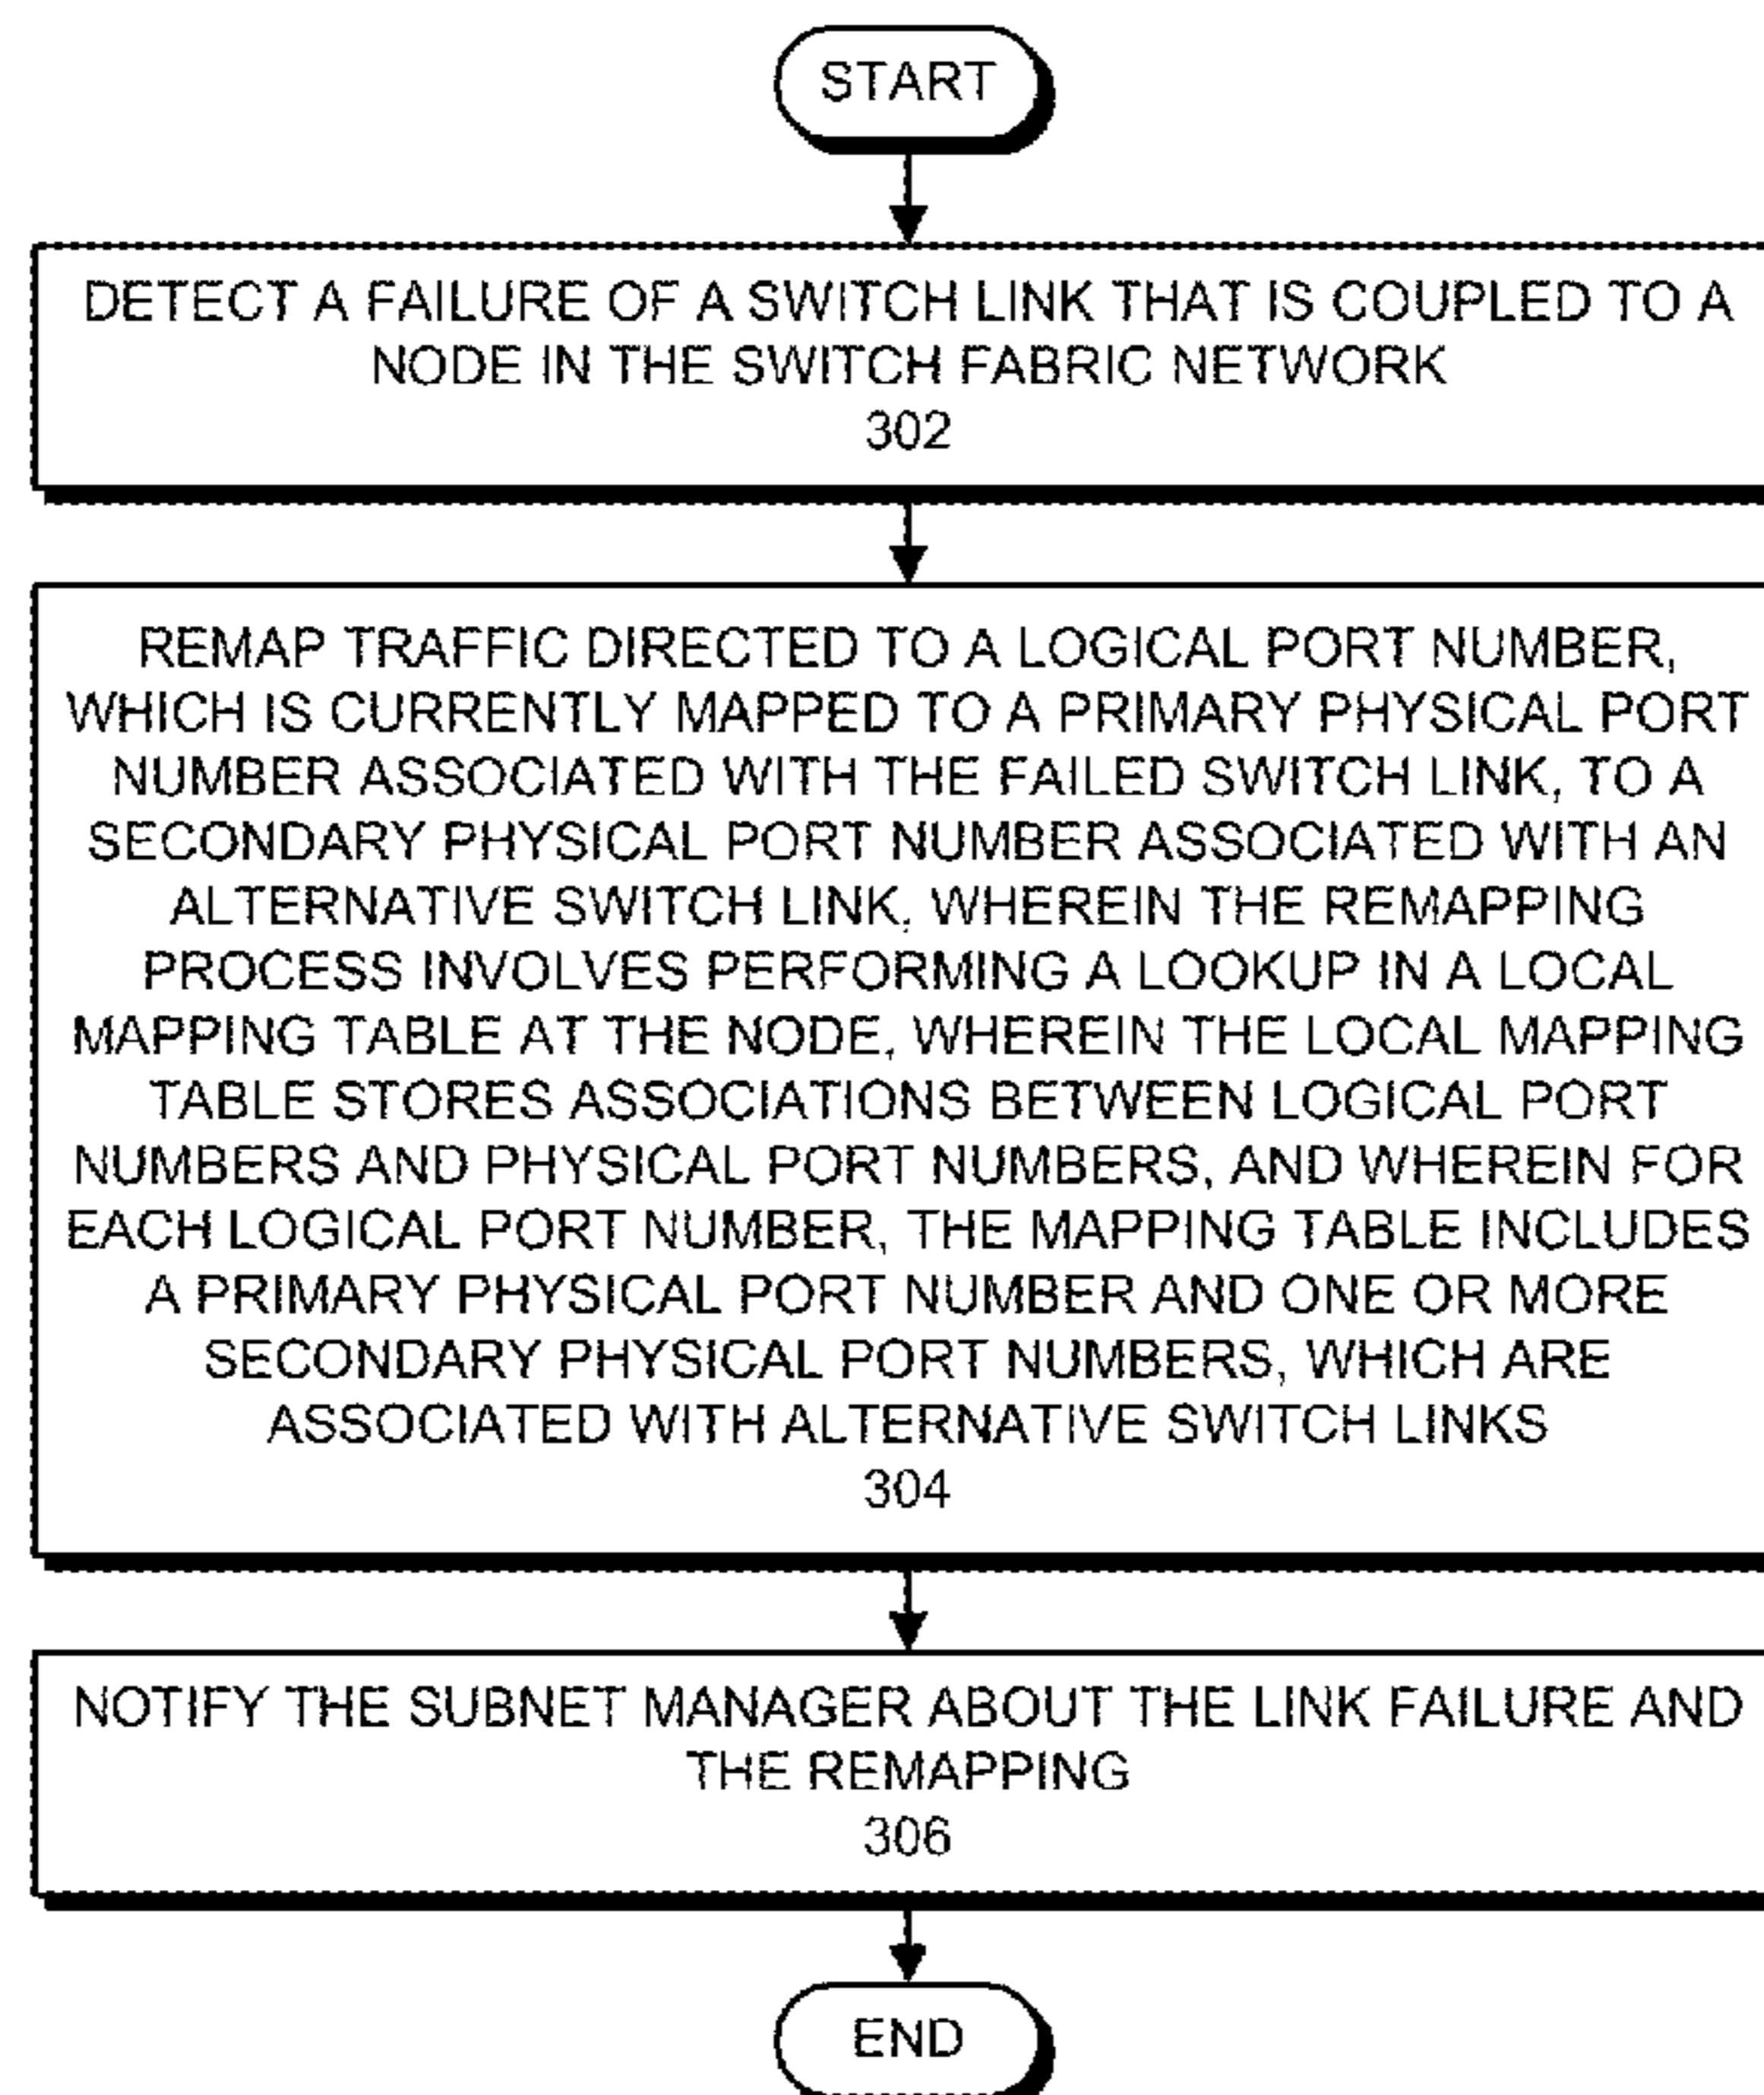 START
DETECT A FAILURE OF A SWITCH LINK THAT IS COUPLED TO A
NODE IN THE SWITCH FABRIC NETWORK
302
REMAP TRAFFIC DIRECTED TO A LOGICAL PORT NUMBER,
WHICH IS CURRENTLY MAPPED TO A PRIMARY PHYSICAL PORT
NUMBER ASSOCIATED WITH THE FAILED SWITCH LINK, TO A
SECONDARY PHYSICAL PORT NUMBER ASSOCIATED WITH AN
ALTERNATIVE SWITCH LINK, WHEREIN THE REMAPPING
PROCESS INVOLVES PERFORMING A LOOKUP IN A LOCAL
MAPPING TABLE AT THE NODE, WHEREIN THE LOCAL MAPPING
TABLE STORES ASSOCIATIONS BETWEEN LOGICAL PORT
NUMBERS AND PHYSICAL PORT NUMBERS, AND WHEREIN FOR
EACH LOGICAL PORT NUMBER, THE MAPPING TABLE INCLUDES
A PRIMARY PHYSICAL PORT NUMBER AND ONE OR MORE
SECONDARY PHYSICAL PORT NUMBERS, WHICH ARE
ASSOCIATED WITH ALTERNATIVE SWITCH LINKS
304
NOTIFY THE SUBNET MANAGER ABOUT THE LINK FAILURE AND
THE REMAPPING
306
END